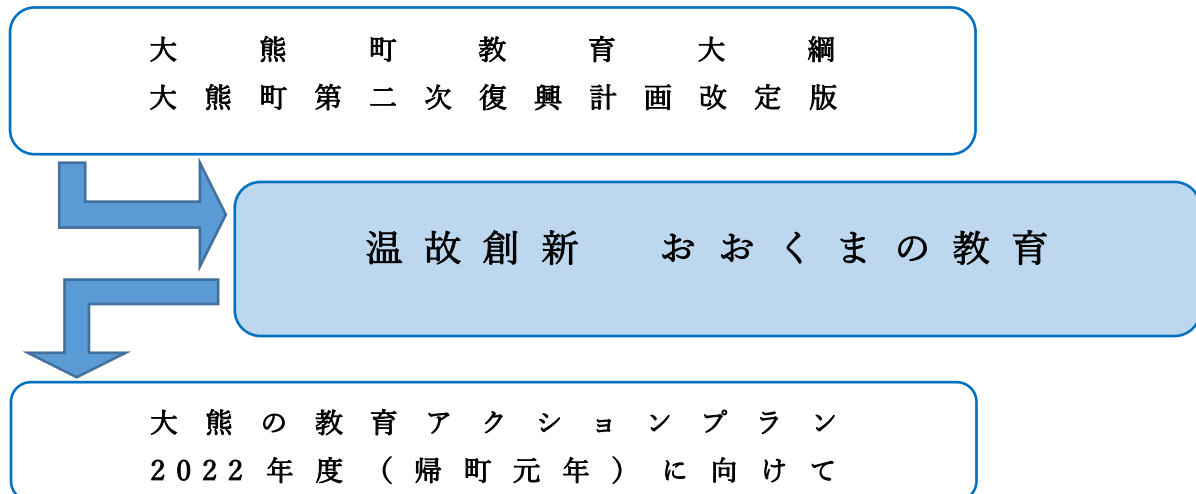 大熊町教育大綱
大熊町第二次復興計画改定版
温故創新　おおくまの教育
大熊の教育アクションプラン
2022年度（帰町元年）に向けて